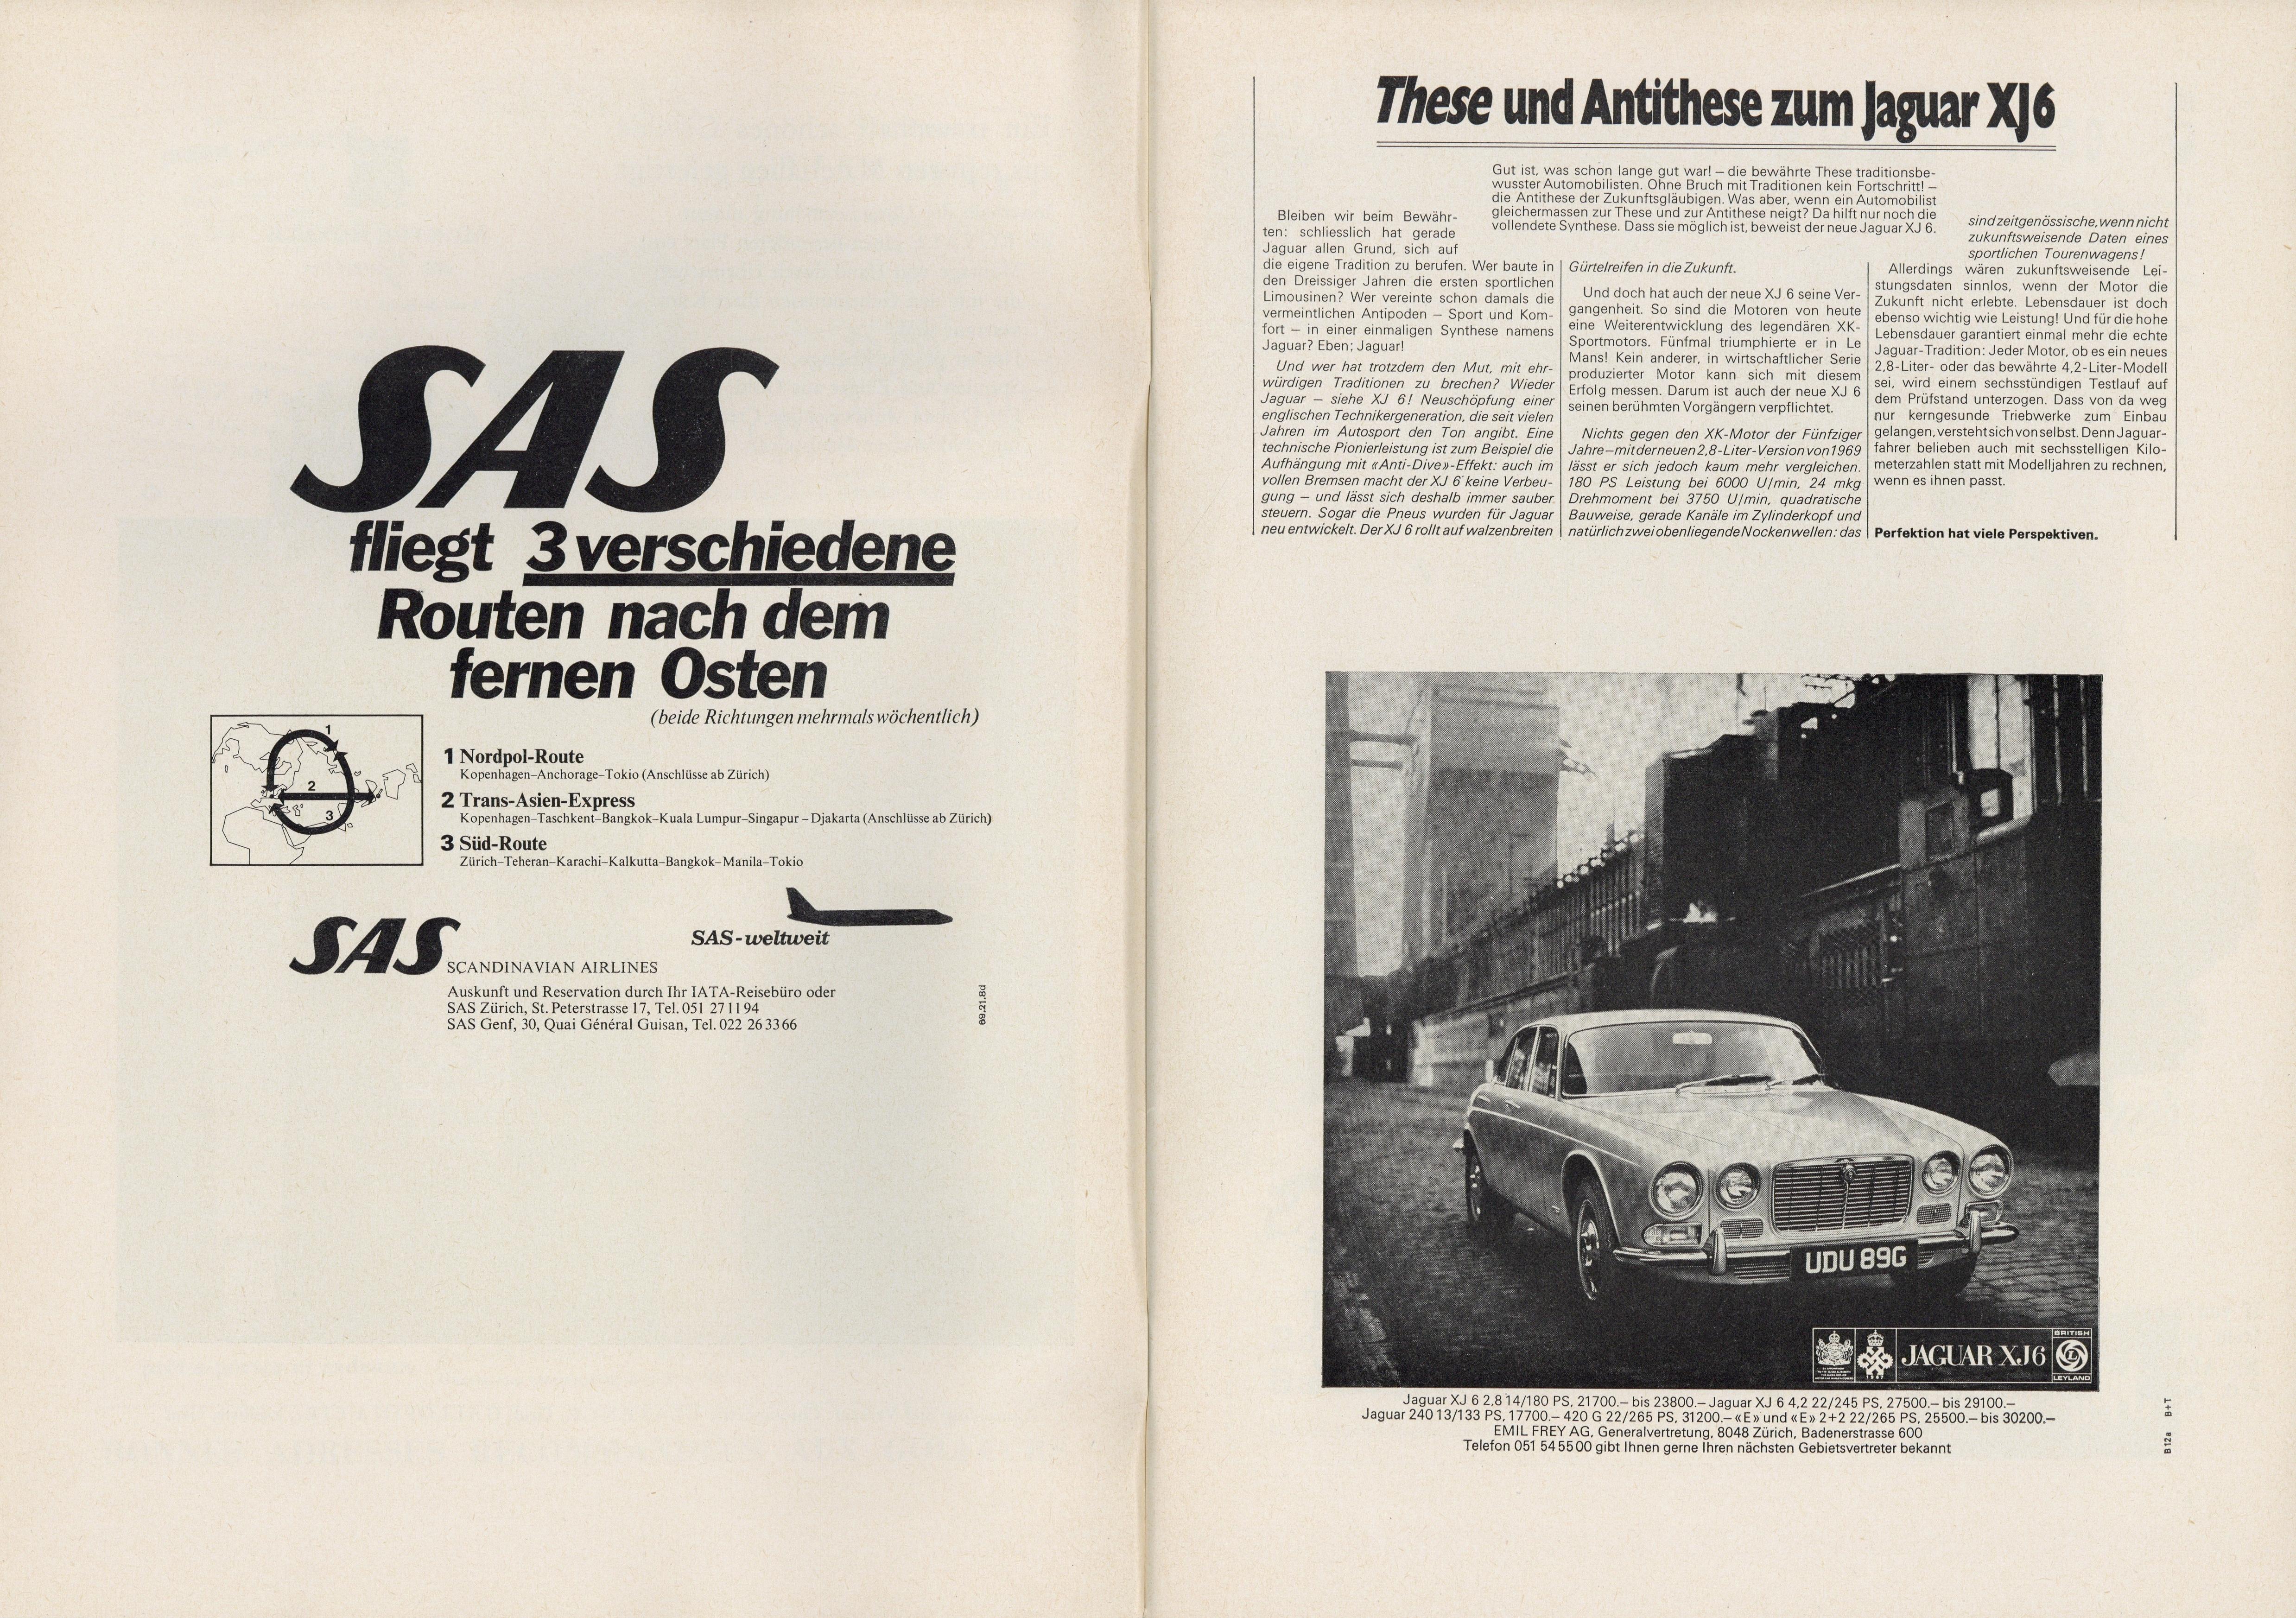 SAS
fliegt 3 verschiedene
Routen nach dem
fernen Osten
(beide Richtungen mehrmals wöchentlich)
1
2
3
1 Nordpol-Route
Kopenhagen–Anchorage–Tokio (Anschlüsse ab Zürich)
2 Trans-Asien-Express
Kopenhagen–Taschkent–Bangkok–Kuala Lumpur–Singapur – Djakarta (Anschlüsse ab Zürich)
3 Süd-Route
Zürich–Teheran–Karachi–Kalkutta–Bangkok–Manila–Tokio
SAS-weltweit
SAS SCANDINAVIAN AIRLINES
Auskunft und Reservation durch Ihr IATA-Reisebüro oder
SAS Zürich, St. Peterstrasse 17, Tel. 051 27 11 94
SAS Genf, 30, Quai Général Guisan, Tel. 022 26 33 66
69.21.8d
These und Antithese zum Jaguar XJ6
Gut ist, was schon lange gut war! – die bewährte These traditionsbe-
wusster Automobilisten. Ohne Bruch mit Traditionen kein Fortschritt! –
die Antithese der Zukunftsgläubigen. Was aber, wenn ein Automobilist
gleichermassen zur These und zur Antithese neigt? Da hilft nur noch die
vollendete Synthese. Dass sie möglich ist, beweist der neue Jaguar XJ 6.
Bleiben wir beim Bewähr-
ten: schliesslich hat gerade
Jaguar allen Grund, sich auf
die eigene Tradition zu berufen. Wer baute in
den Dreissiger Jahren die ersten sportlichen
Limousinen? Wer vereinte schon damals die
vermeintlichen Antipoden – Sport und Kom-
fort – in einer einmaligen Synthese namens
Jaguar? Eben; Jaguar!
Und wer hat trotzdem den Mut, mit ehr-
würdigen Traditionen zu brechen? Wieder
Jaguar – siehe XJ 6! Neuschöpfung einer
englischen Technikergeneration, die seit vielen
Jahren im Autosport den Ton angibt. Eine
technische Pionierleistung ist zum Beispiel die
Aufhängung mit «Anti-Dive»-Effekt: auch im
vollen Bremsen macht der XJ 6 keine Verbeu-
gung – und lässt sich deshalb immer sauber
steuern. Sogar die Pneus wurden für Jaguar
neu entwickelt. Der XJ 6 rollt auf walzenbreiten
Gürtelreifen in die Zukunft.
Und doch hat auch der neue XJ 6 seine Ver-
gangenheit. So sind die Motoren von heute
eine Weiterentwicklung des legendären XK-
Sportmotors. Fünfmal triumphierte er in Le
Mans! Kein anderer, in wirtschaftlicher Serie
produzierter Motor kann sich mit diesem
Erfolg messen. Darum ist auch der neue XJ 6
seinen berühmten Vorgängern verpflichtet.
Nichts gegen den XK-Motor der Fünfziger
Jahre – mit der neuen 2,8-Liter-Version von 1969
lässt er sich jedoch kaum mehr vergleichen.
180 PS Leistung bei 6000 U/min, 24 mkg
Drehmoment bei 3750 U/min, quadratische
Bauweise, gerade Kanäle im Zylinderkopf und
natürlich zwei obenliegende Nockenwellen: das
sind zeitgenössische, wenn nicht
zukunftsweisende Daten eines
sportlichen Tourenwagens!
Allerdings wären zukunftsweisende Lei-
stungsdaten sinnlos, wenn der Motor die
Zukunft nicht erlebte. Lebensdauer ist doch
ebenso wichtig wie Leistung! Und für die hohe
Lebensdauer garantiert einmal mehr die echte
Jaguar-Tradition: Jeder Motor, ob es ein neues
2,8-Liter- oder das bewährte 4,2-Liter-Modell
sei, wird einem sechsstündigen Testlauf auf
dem Prüfstand unterzogen. Dass von da weg
nur kerngesunde Triebwerke zum Einbau
gelangen, versteht sich von selbst. Denn Jaguar-
fahrer belieben auch mit sechsstelligen Kilo-
meterzahlen statt mit Modelljahren zu rechnen,
wenn es ihnen passt.
Perfektion hat viele Perspektiven.
UDU 89G
JAGUAR XJ6
BRITISH
L
LEYLAND
Jaguar XJ 6 2,8 14/180 PS, 21700.– bis 23800.– Jaguar XJ 6 4,2 22/245 PS, 27500.– bis 29100.–
Jaguar 240 13/133 PS, 17700.– 420 G 22/265 PS, 31200.– «E» und «E» 2+2 22/265 PS, 25500.– bis 30200.–
EMIL FREY AG, Generalvertretung, 8048 Zürich, Badenerstrasse 600
Telefon 051 54 55 00 gibt Ihnen gerne Ihren nächsten Gebietsvertreter bekannt
B 12a B+T